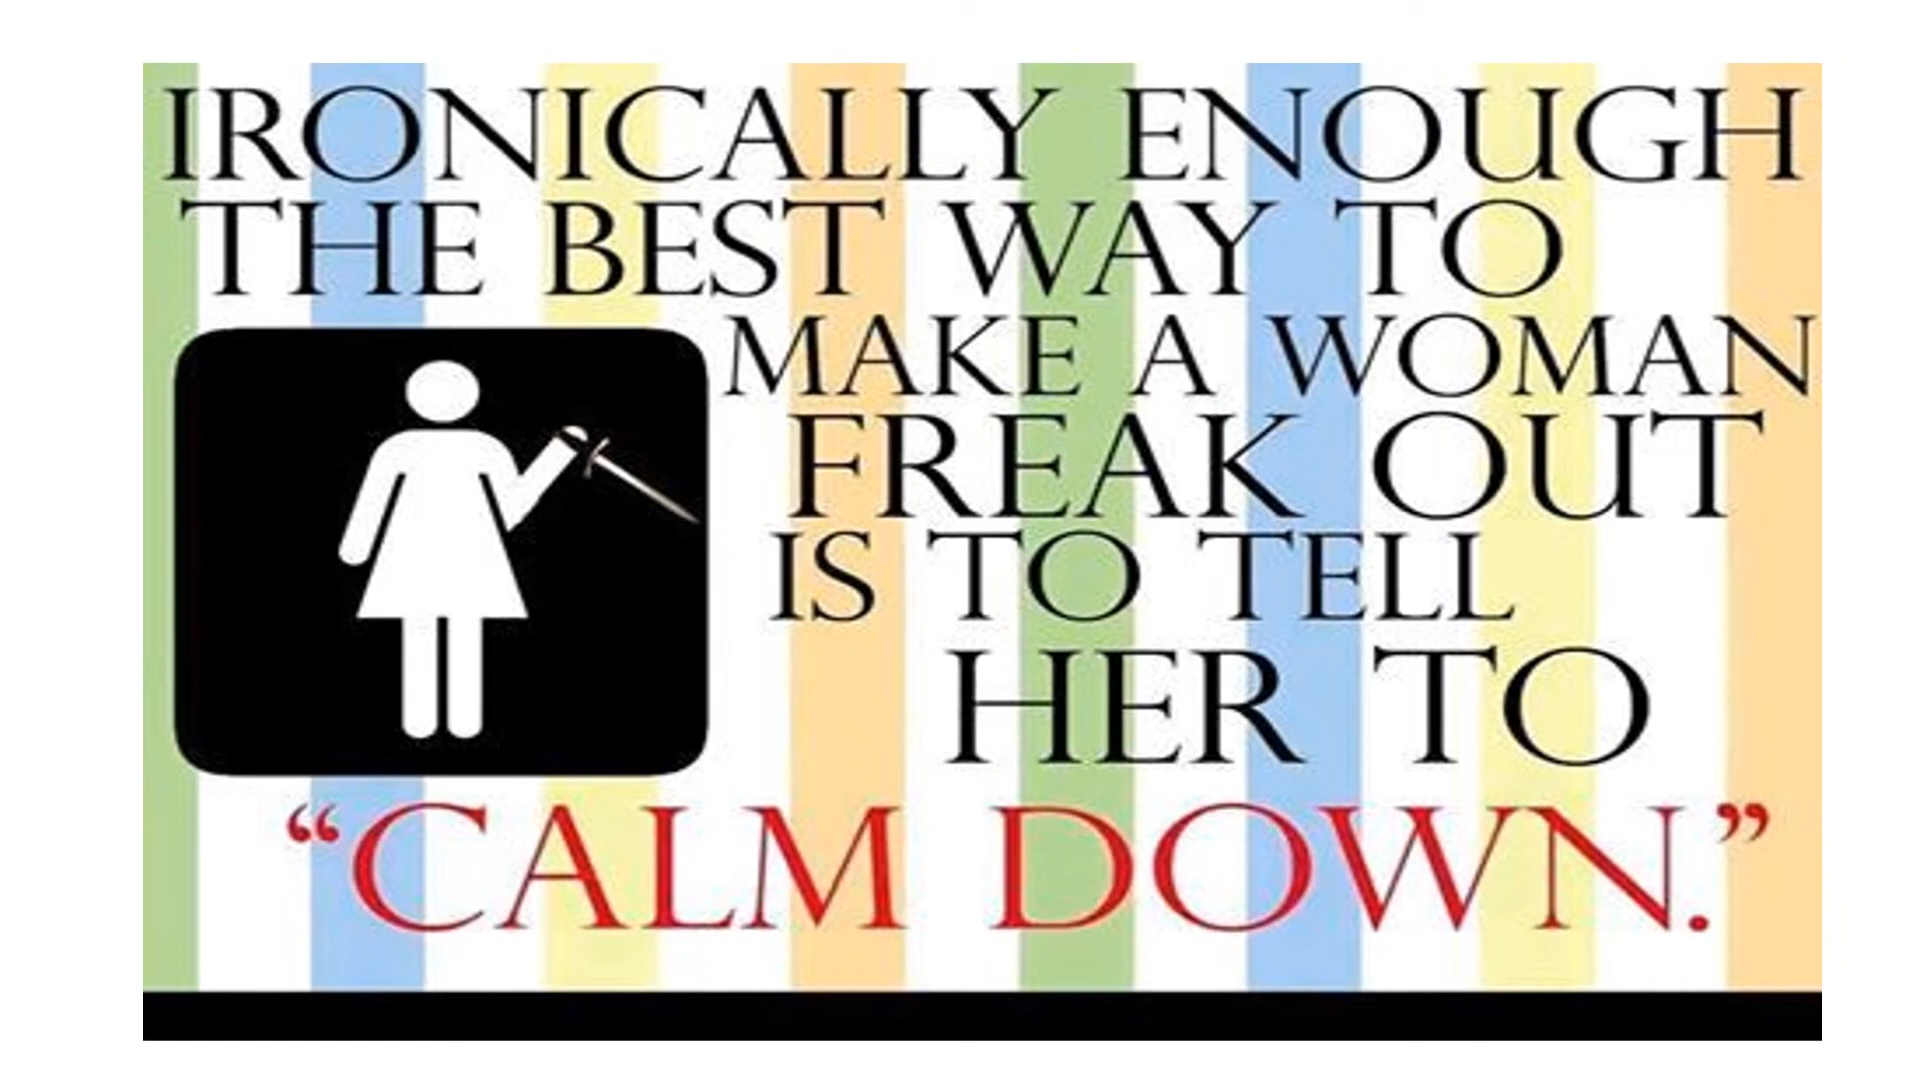 IRONICALLY ENOUGH
THE BEST WAY TO
MAKE A WOMAN
FREAK OUT
IS TO TELL
HER TO
“CALM DOWN.”